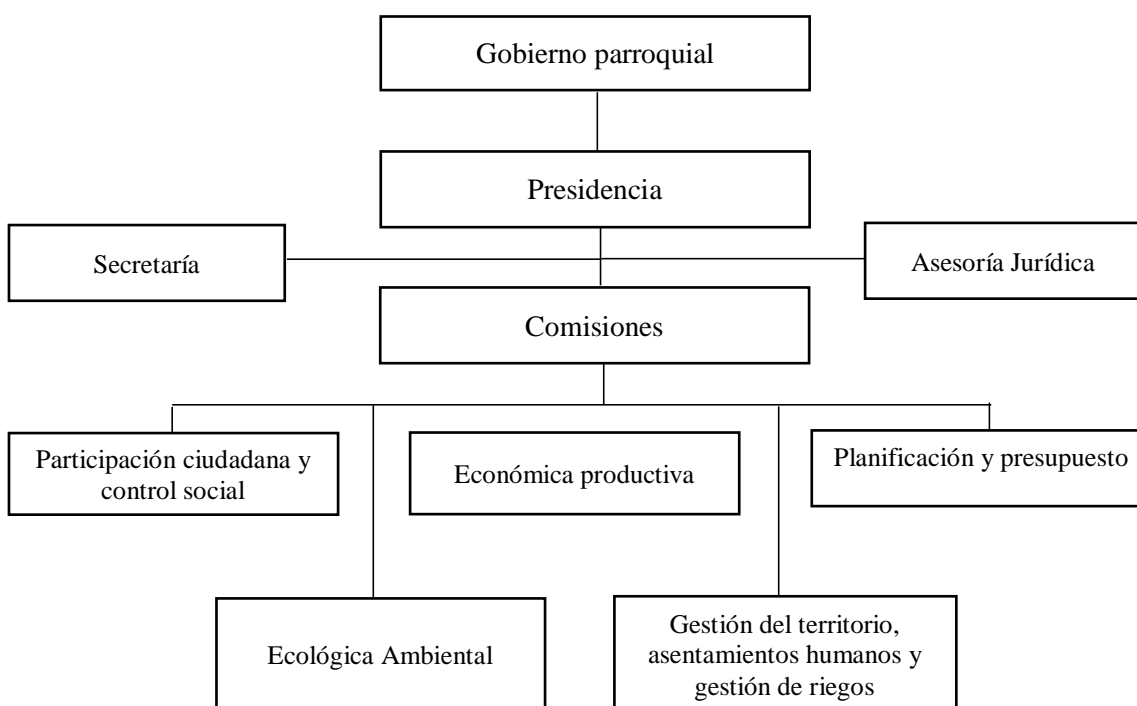 Gobierno parroquial
Presidencia
Secretaría
Asesoría Jurídica
Comisiones
Participación ciudadana y
control social
Económica productiva
Planificación y presupuesto
Ecológica Ambiental
Gestión del territorio,
asentamientos humanos y
gestión de riegos